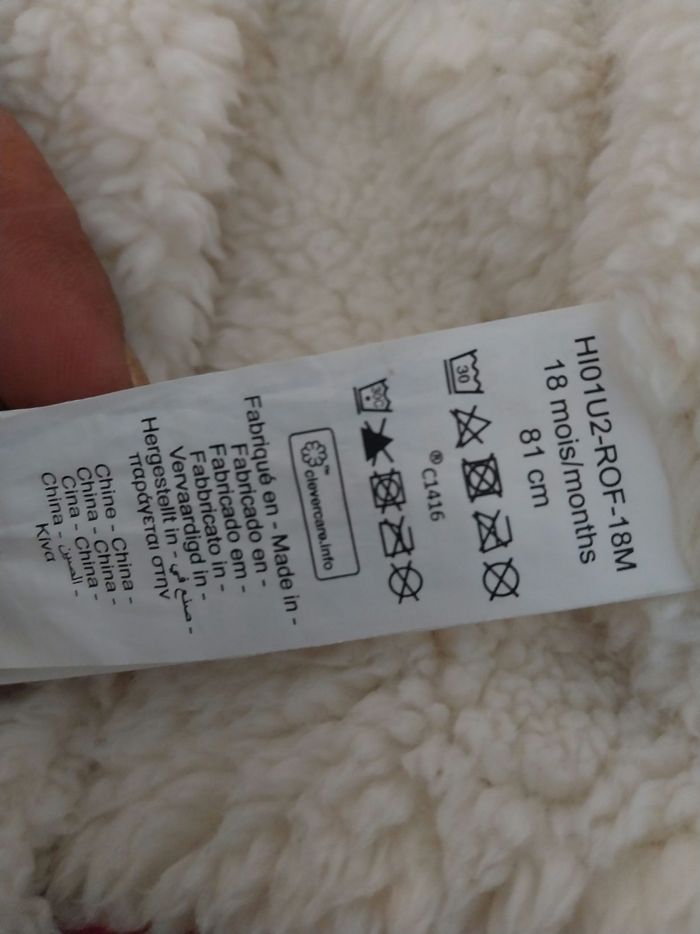 HI01U2-ROF-18M
18 mois/months
81 cm
30
® C1416
30C
clevercare.info™
Fabriqué en - Made in -
Fabricado en -
Fabricado em -
Fabbricato in -
Vervaardigd in -
Hergestellt in - صنع في -
παράγεται στην
Chine - China -
China - China -
Cina - China -
China - الصين -
Κίνα